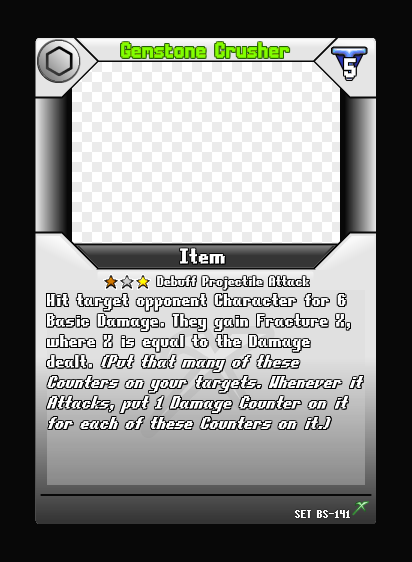 Gemstone Crusher
5
Item
Debuff Projectile Attack
Hit target opponent Character for 6
Basic Damage. They gain Fracture X,
where X is equal to the Damage
dealt. (Put that many of these
Counters on your targets. Whenever it
Attacks, put 1 Damage Counter on it
for each of these Counters on it.)
SET BS-141